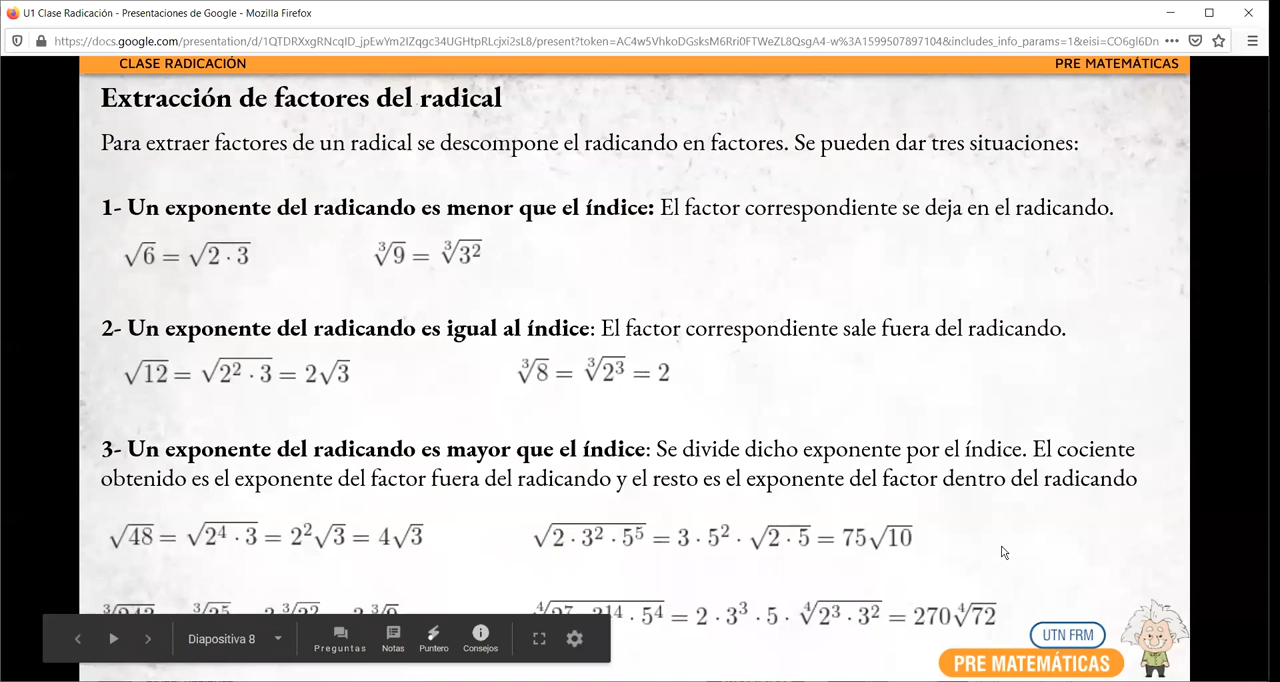 U1 Clase Radicación - Presentaciones de Google - Mozilla Firefox
https://docs.google.com/presentation/d/1QTDRXxgRNcqID_jpEwYm2IZqgc34UGHtpRLcjxi2sL8/present?token=AC4w5VhkoDGsksM6Rri0FTWeZL8QsgA4-w%3A1599507897104&includes_info_params=1&eisi=CO6gl6Dn
CLASE RADICACIÓN PRE MATEMÁTICAS
Extracción de factores del radical
Para extraer factores de un radical se descompone el radicando en factores. Se pueden dar tres situaciones:
1- Un exponente del radicando es menor que el índice: El factor correspondiente se deja en el radicando.
√6 = √(2 · 3) ∛9 = ∛(3²)
2- Un exponente del radicando es igual al índice: El factor correspondiente sale fuera del radicando.
√12 = √(2² · 3) = 2√3 ∛8 = ∛(2³) = 2
3- Un exponente del radicando es mayor que el índice: Se divide dicho exponente por el índice. El cociente
obtenido es el exponente del factor fuera del radicando y el resto es el exponente del factor dentro del radicando
√48 = √(2⁴ · 3) = 2²√3 = 4√3 √(2 · 3² · 5⁵) = 3 · 5² · √(2 · 5) = 75√10
· 5⁴ = 2 · 3³ · 5 · ∜(2³ · 3²) = 270∜72
Diapositiva 8
Preguntas Notas Puntero Consejos
UTN FRM
PRE MATEMÁTICAS